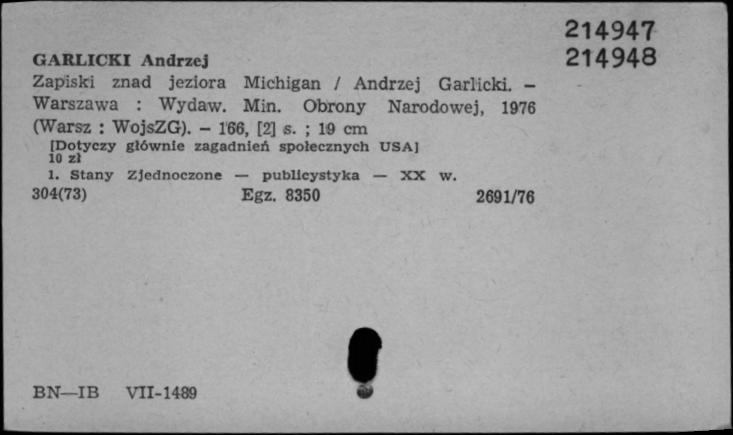 214947
214948
GARLICKI Andrzej
Zapiski znad jeziora Michigan / Andrzej Garlicki. –
Warszawa : Wydaw. Min. Obrony Narodowej, 1976
(Warsz : WojsZG). – 166, [2] s. ; 19 cm
[Dotyczy głównie zagadnień społecznych USA]
10 zł
1. Stany Zjednoczone — publicystyka — XX w.
304(73) Egz. 8350 2691/76
BN—IB VII-1489